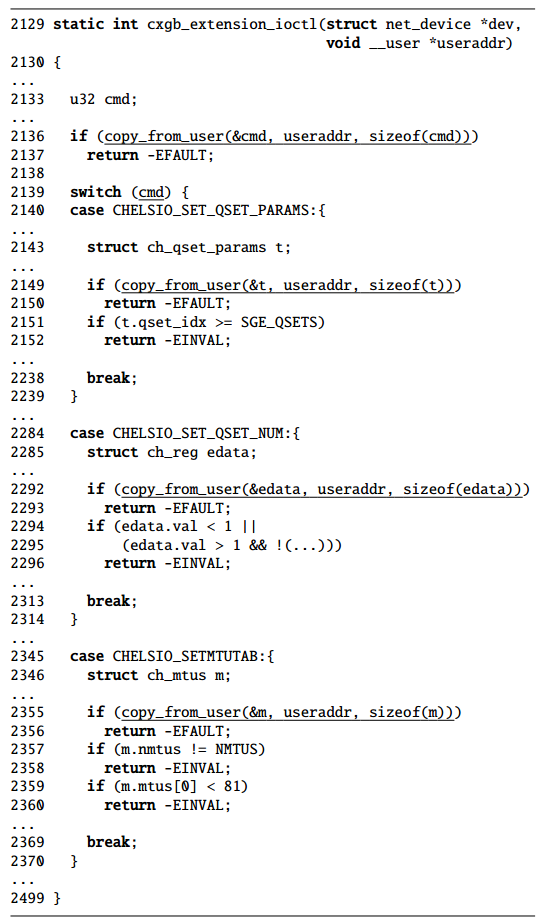 2129 static int cxgb_extension_ioctl(struct net_device *dev,
                                void __user *useraddr)
2130 {
...
2133   u32 cmd;
...
2136   if (copy_from_user(&cmd, useraddr, sizeof(cmd)))
2137     return -EFAULT;
2138
2139   switch (cmd) {
2140   case CHELSIO_SET_QSET_PARAMS:{
...
2143     struct ch_qset_params t;
...
2149     if (copy_from_user(&t, useraddr, sizeof(t)))
2150       return -EFAULT;
2151     if (t.qset_idx >= SGE_QSETS)
2152       return -EINVAL;
...
2238     break;
2239   }
...
2284   case CHELSIO_SET_QSET_NUM:{
2285     struct ch_reg edata;
...
2292     if (copy_from_user(&edata, useraddr, sizeof(edata)))
2293       return -EFAULT;
2294     if (edata.val < 1 ||
2295         (edata.val > 1 && !(...)))
2296       return -EINVAL;
...
2313     break;
2314   }
...
2345   case CHELSIO_SETMTUTAB:{
2346     struct ch_mtus m;
...
2355     if (copy_from_user(&m, useraddr, sizeof(m)))
2356       return -EFAULT;
2357     if (m.nmtus != NMTUS)
2358       return -EINVAL;
2359     if (m.mtus[0] < 81)
2360       return -EINVAL;
...
2369     break;
2370   }
...
2499 }